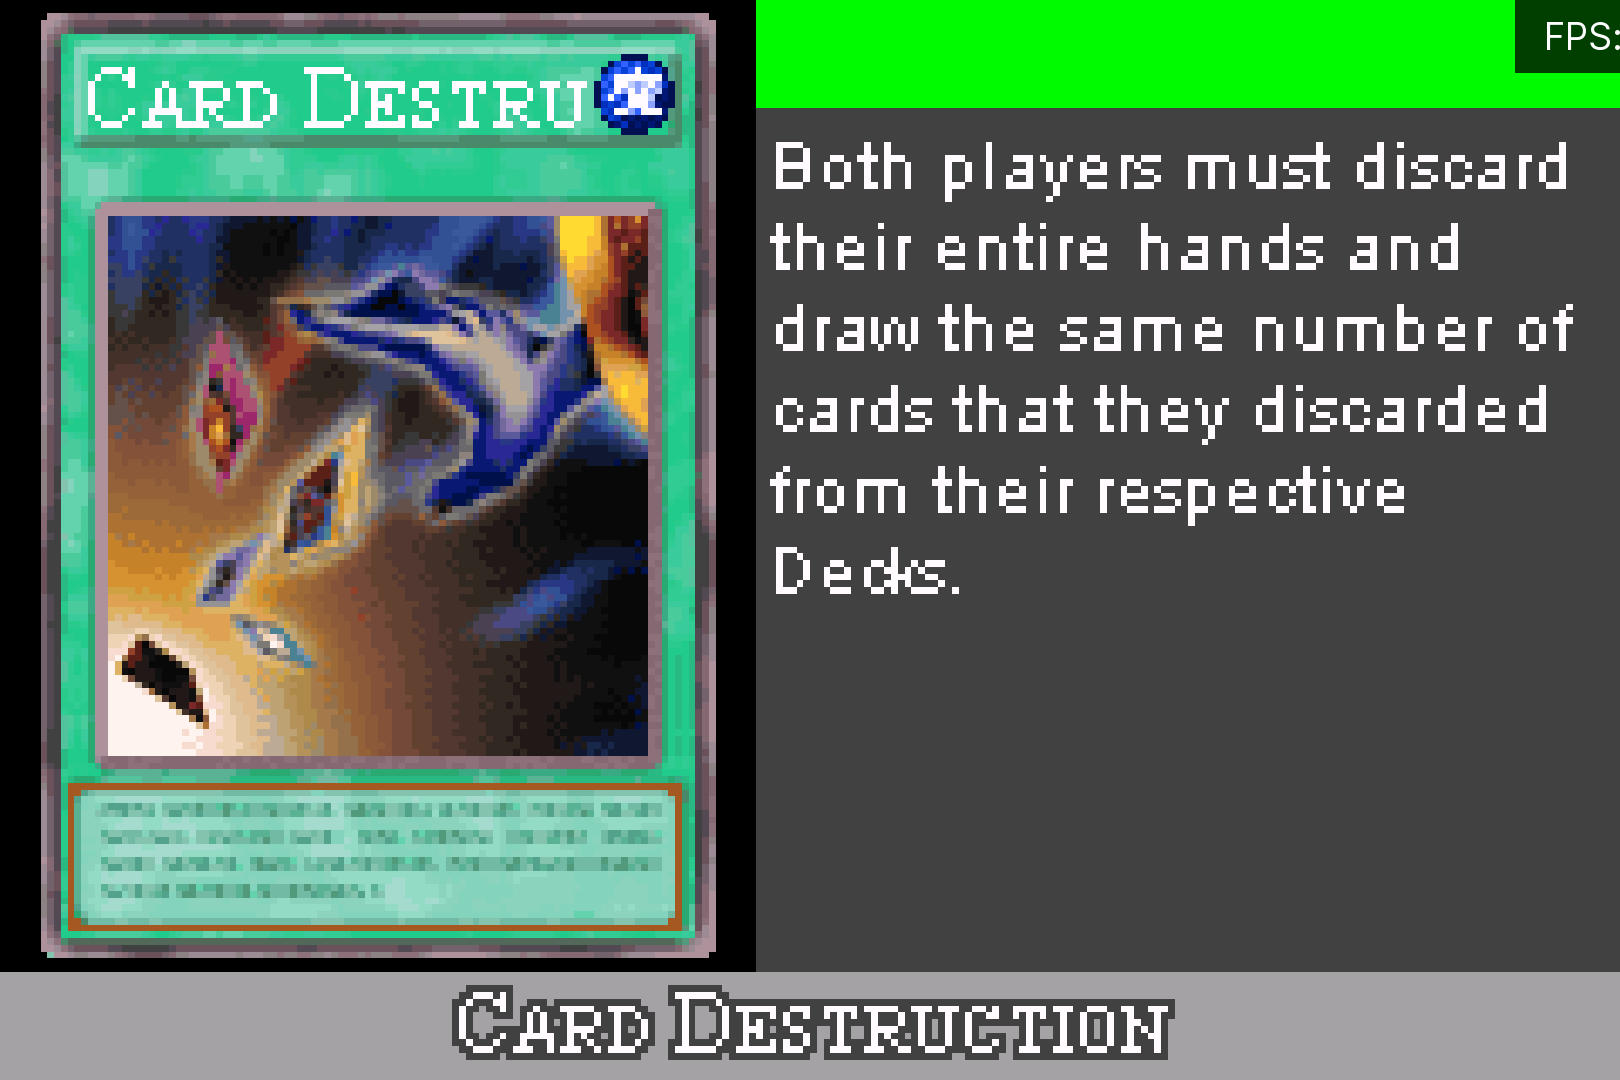 CARD DESTRU
FPS:
Both players must discard
their entire hands and
draw the same number of
cards that they discarded
from their respective
Decks.
CARD DESTRUCTION